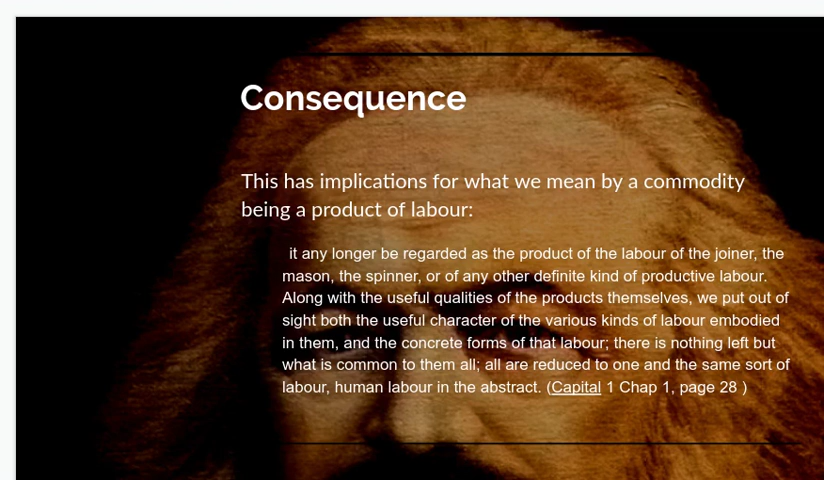 Consequence
This has implications for what we mean by a commodity
being a product of labour:
it any longer be regarded as the product of the labour of the joiner, the
mason, the spinner, or of any other definite kind of productive labour.
Along with the useful qualities of the products themselves, we put out of
sight both the useful character of the various kinds of labour embodied
in them, and the concrete forms of that labour; there is nothing left but
what is common to them all; all are reduced to one and the same sort of
labour, human labour in the abstract. (Capital 1 Chap 1, page 28 )